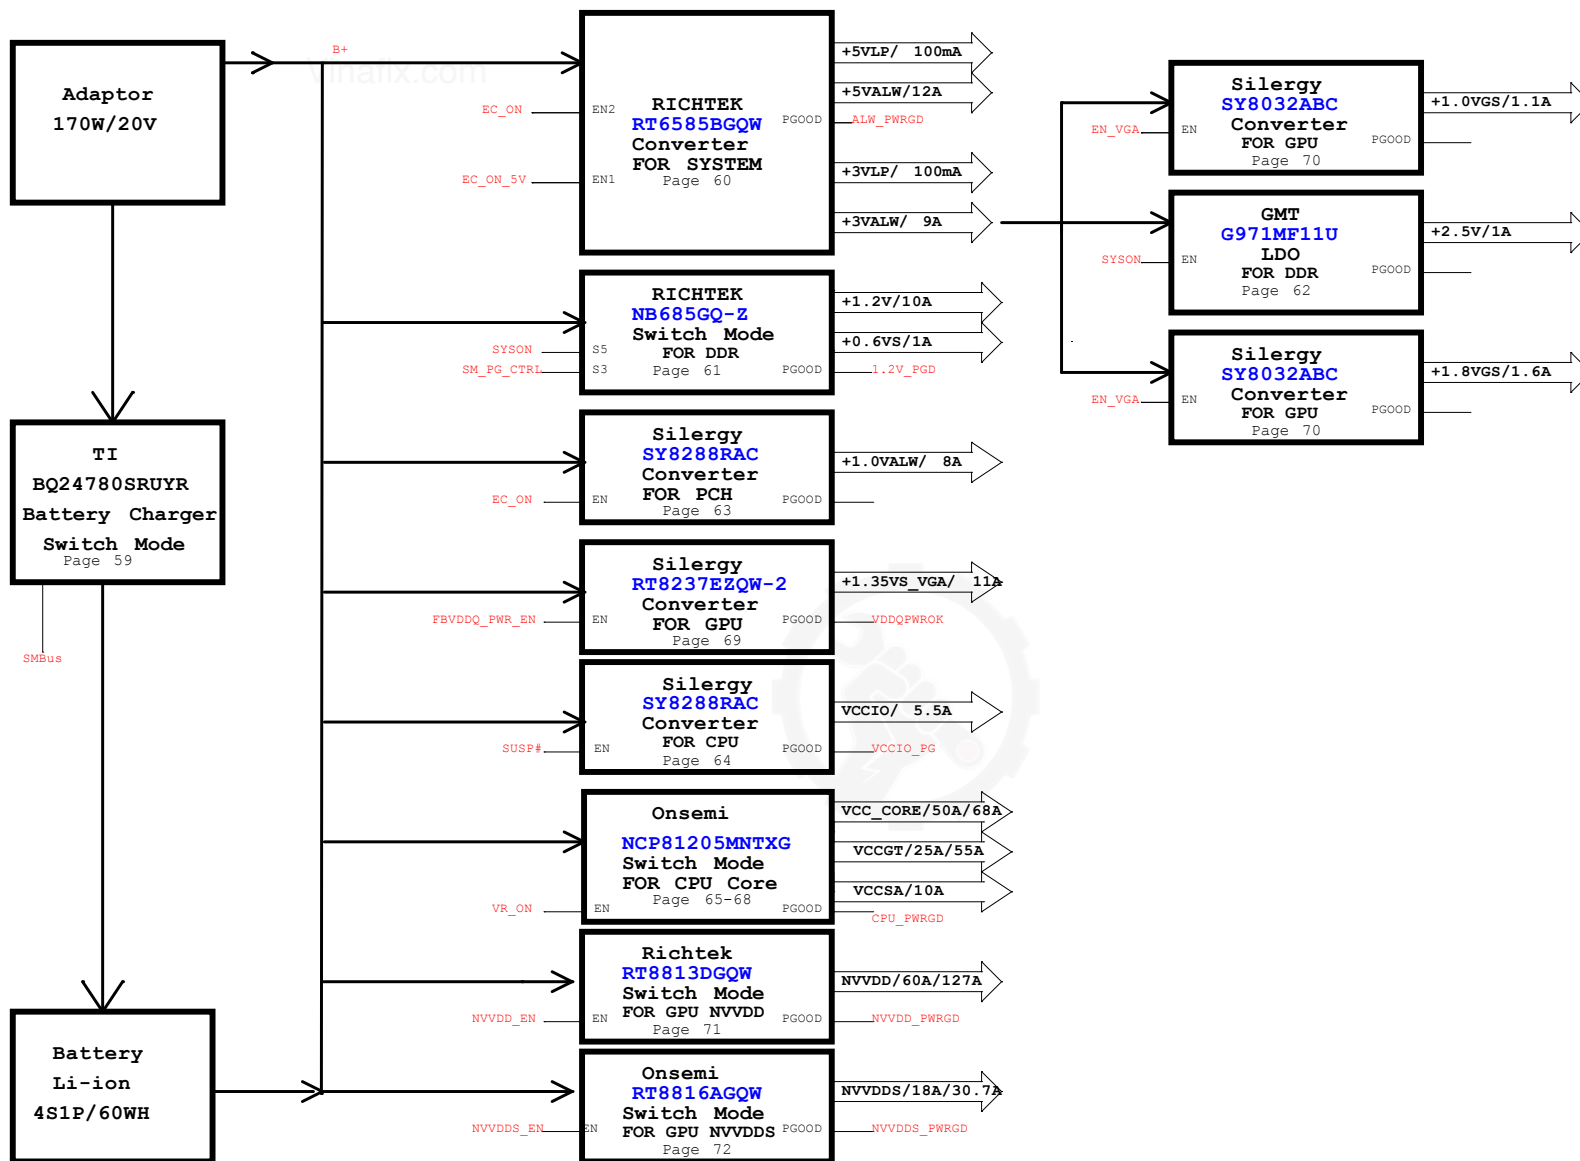 Vinafix.com
B+
Adaptor
170W/20V
TI
BQ24780SRUYR
Battery Charger
Switch Mode
Page 59
SMBus
Battery
Li-ion
4S1P/60WH
EC_ON
EN2
EC_ON_5V
EN1
RICHTEK
RT6585BGQW
Converter
FOR SYSTEM
Page 60
PGOOD
+5VLP/ 100mA
+5VALW/12A
ALW_PWRGD
+3VLP/ 100mA
+3VALW/ 9A
SYSON
S5
SM_PG_CTRL
S3
RICHTEK
NB685GQ-Z
Switch Mode
FOR DDR
Page 61
PGOOD
+1.2V/10A
+0.6VS/1A
1.2V_PGD
EC_ON
EN
Silergy
SY8288RAC
Converter
FOR PCH
Page 63
PGOOD
+1.0VALW/ 8A
FBVDDQ_PWR_EN
EN
Silergy
RT8237EZQW-2
Converter
FOR GPU
Page 69
PGOOD
+1.35VS_VGA/ 11A
VDDQPWROK
SUSP#
EN
Silergy
SY8288RAC
Converter
FOR CPU
Page 64
PGOOD
VCCIO/ 5.5A
VCCIO_PG
VR_ON
EN
Onsemi
NCP81205MNTXG
Switch Mode
FOR CPU Core
Page 65-68
PGOOD
VCC_CORE/50A/68A
VCCGT/25A/55A
VCCSA/10A
CPU_PWRGD
NVVDD_EN
EN
Richtek
RT8813DGQW
Switch Mode
FOR GPU NVVDD
Page 71
PGOOD
NVVDD/60A/127A
NVVDD_PWRGD
NVVDDS_EN
EN
Onsemi
RT8816AGQW
Switch Mode
FOR GPU NVVDDS
Page 72
PGOOD
NVVDDS/18A/30.7A
NVVDDS_PWRGD
EN_VGA
EN
Silergy
SY8032ABC
Converter
FOR GPU
Page 70
PGOOD
+1.0VGS/1.1A
SYSON
EN
GMT
G971MF11U
LDO
FOR DDR
Page 62
PGOOD
+2.5V/1A
EN_VGA
EN
Silergy
SY8032ABC
Converter
FOR GPU
Page 70
PGOOD
+1.8VGS/1.6A